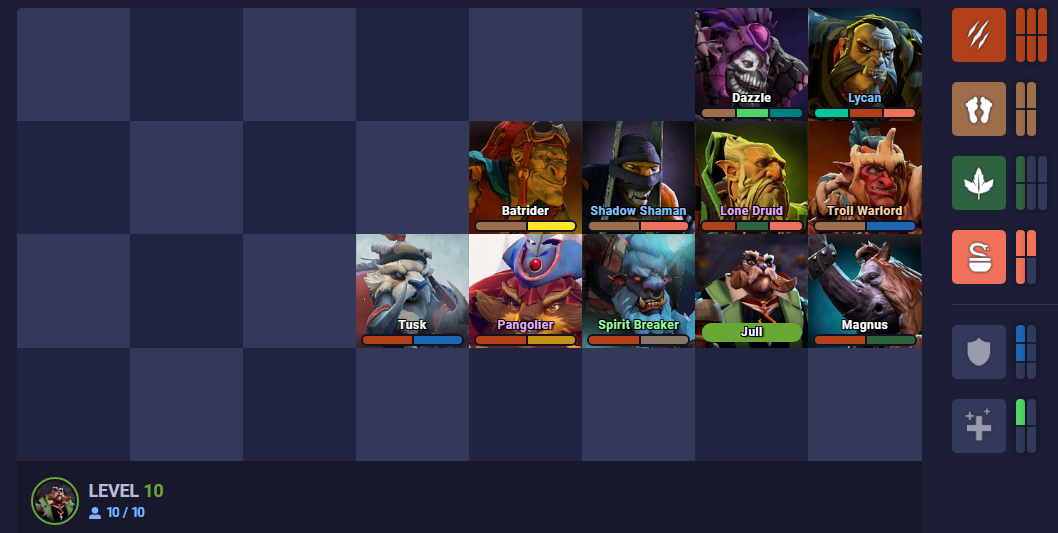 Dazzle
Lycan
Batrider
Shadow Shaman
Lone Druid
Troll Warlord
Tusk
Pangolier
Spirit Breaker
Jull
Magnus
LEVEL 10
10 / 10